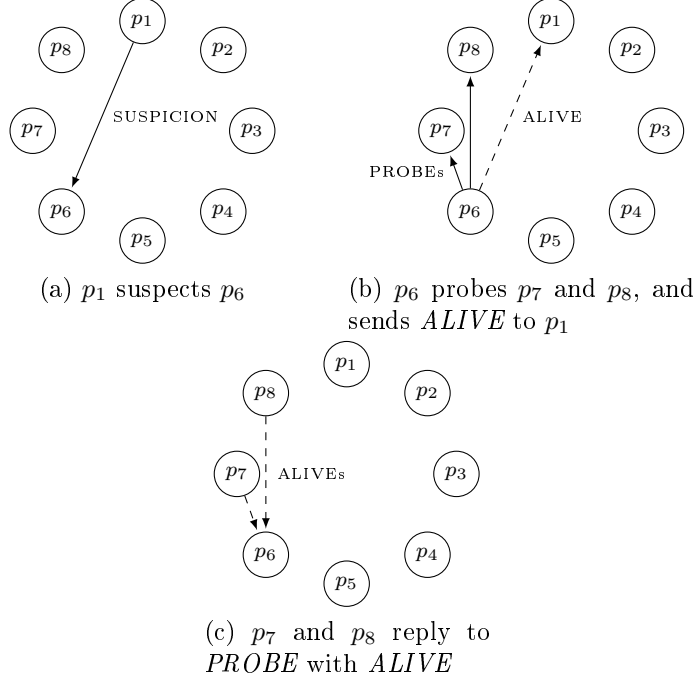 p1
p8
p2
p7
SUSPICION
p3
p6
p4
p5
(a) p1 suspects p6
p1
p8
p2
p7
ALIVE
p3
PROBEs
p6
p4
p5
(b) p6 probes p7 and p8, and
sends ALIVE to p1
p1
p8
p2
p7
ALIVEs
p3
p6
p4
p5
(c) p7 and p8 reply to
PROBE with ALIVE